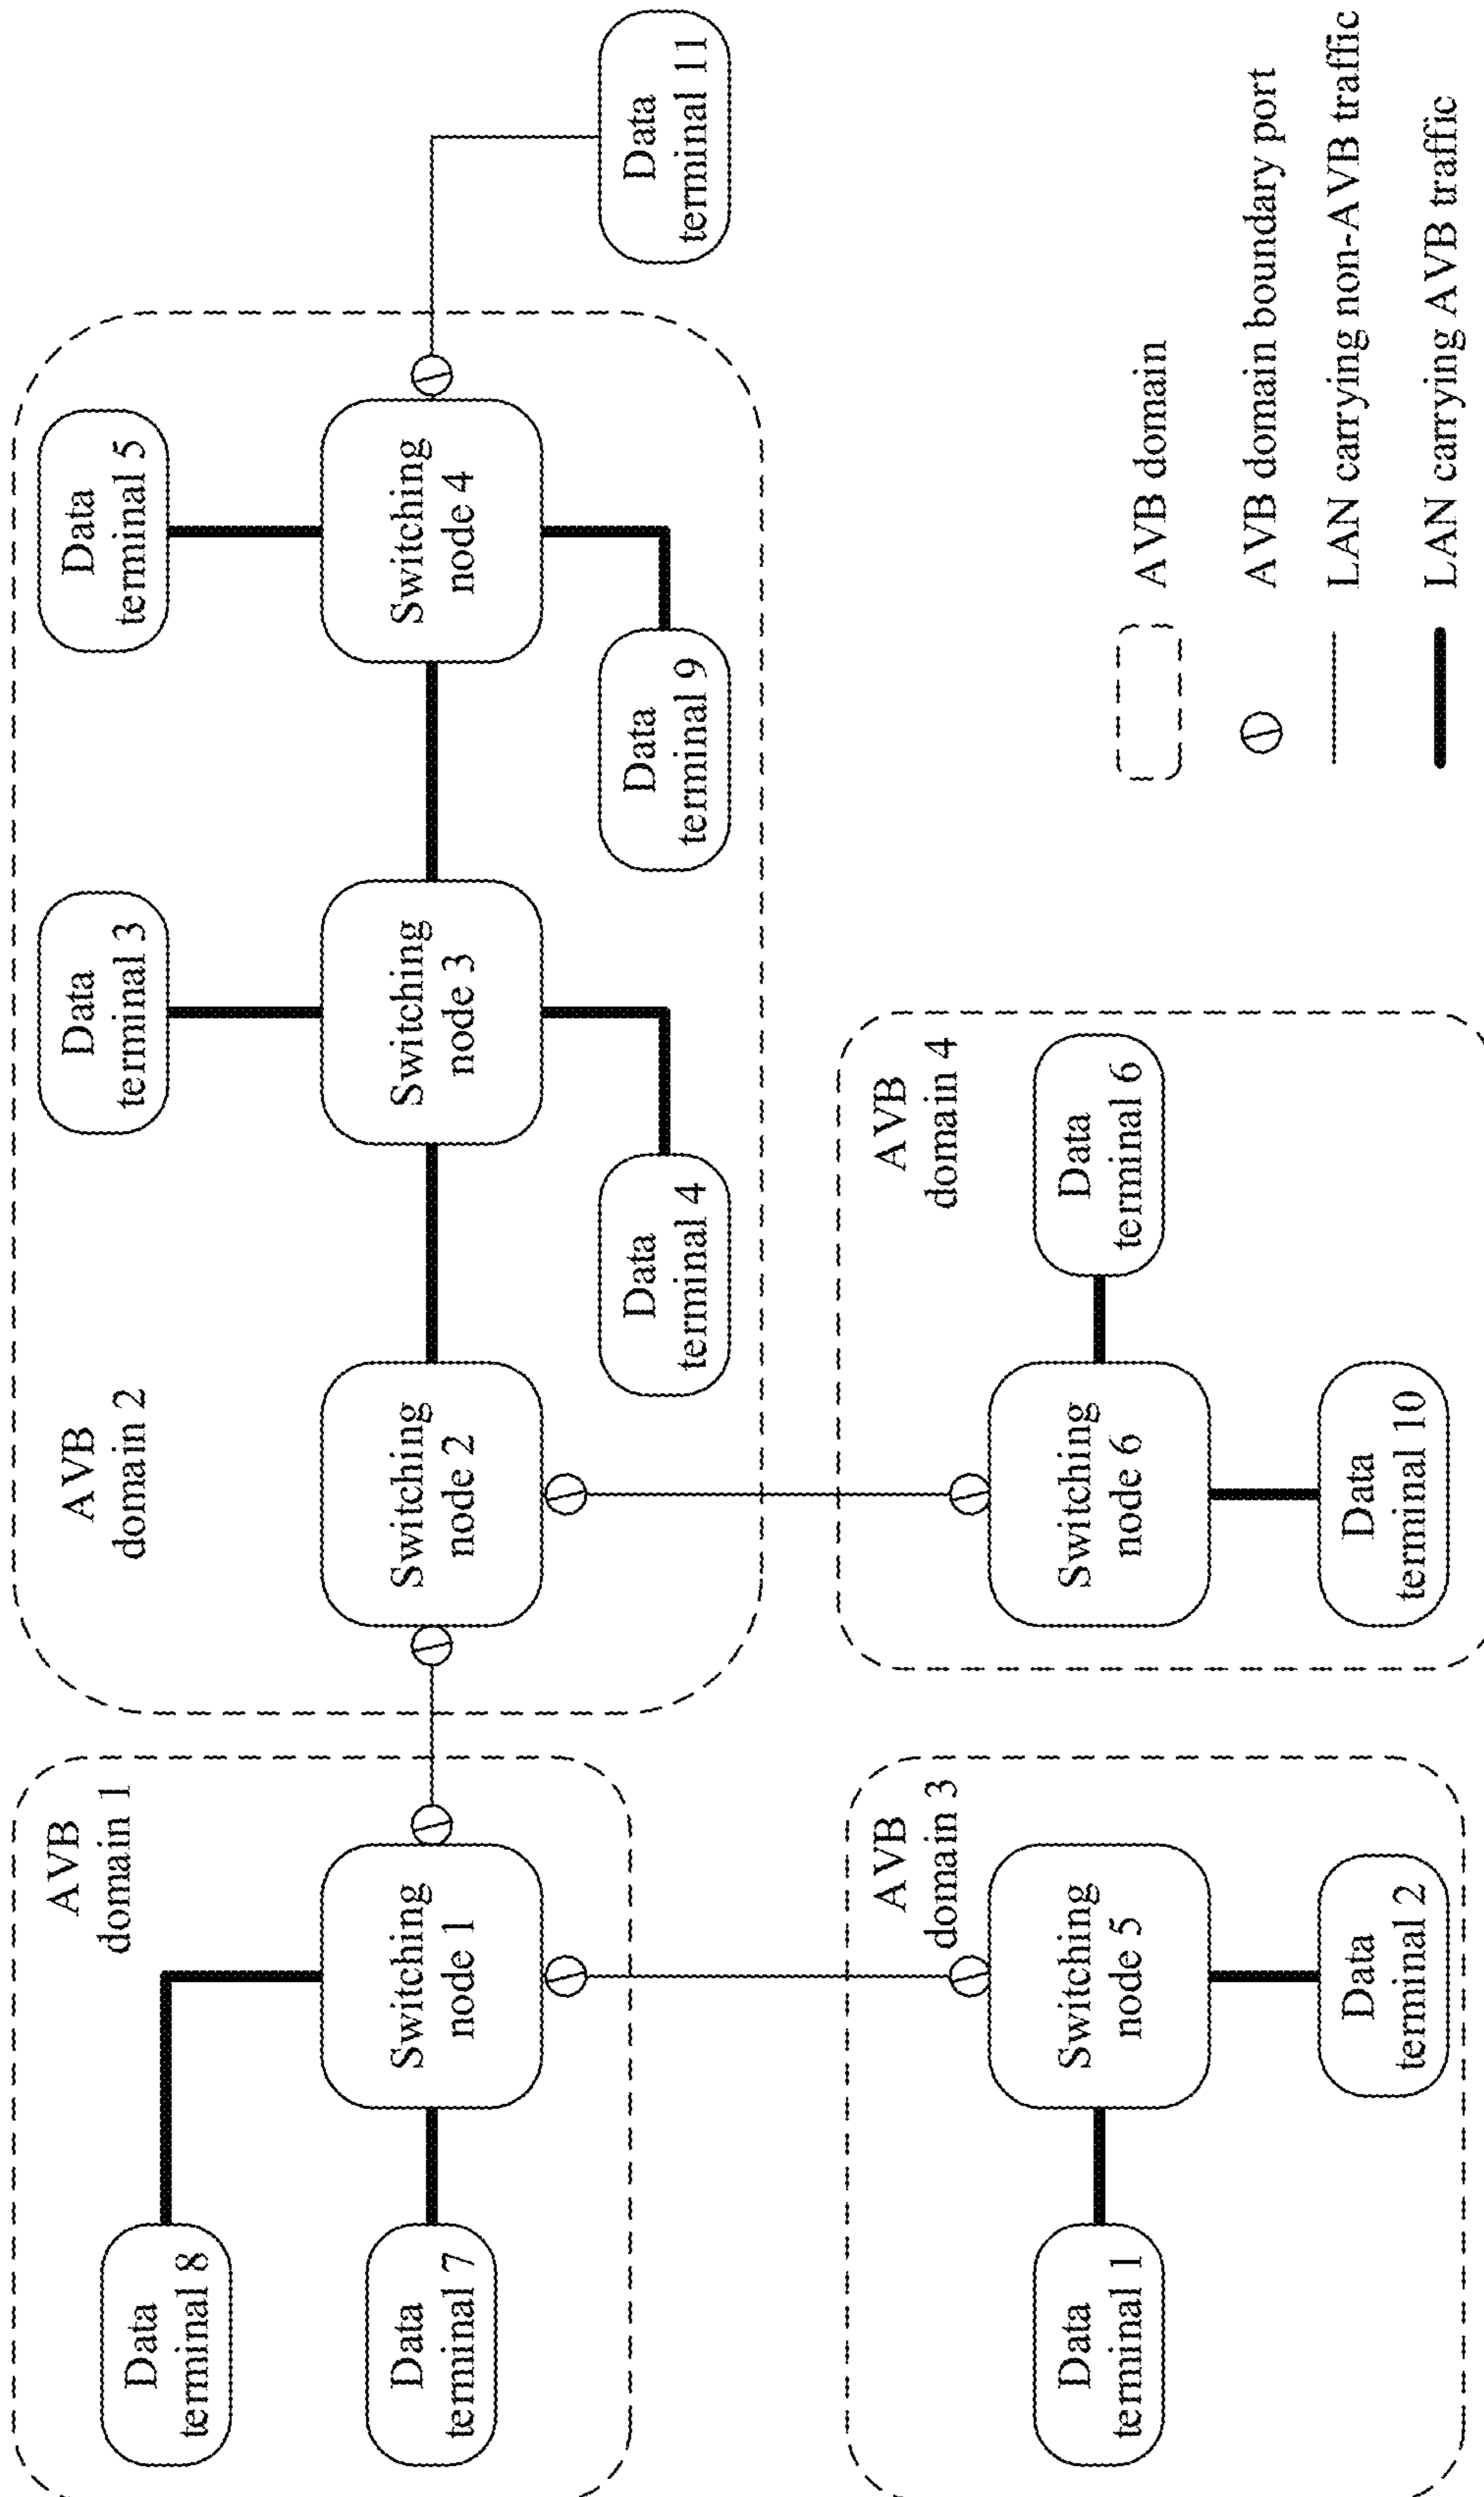 Data
terminal 8
AVB
domain 1
AVB
domain 2
Data
terminal 3
Data
terminal 5
Data
terminal 7
Switching
node 1
Switching
node 2
Switching
node 3
Switching
node 4
Data
terminal 4
Data
terminal 9
Data
terminal 11
AVB
domain 3
AVB
domain 4
Data
terminal 1
Switching
node 5
Switching
node 6
Data
terminal 6
Data
terminal 2
Data
terminal 10
AVB domain
AVB domain boundary port
LAN carrying non-AVB traffic
LAN carrying AVB traffic